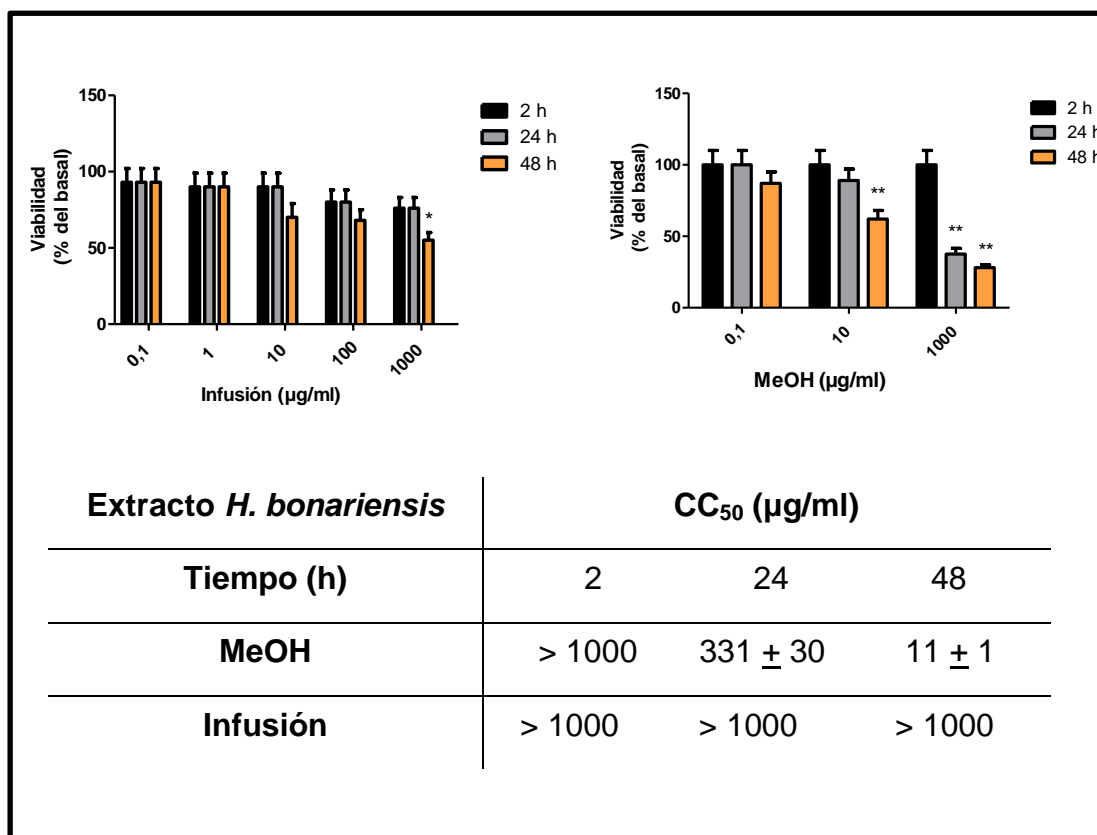 150
100
50
0
Viabilidad
(% del basal)
2 h
24 h
48 h
*
0,1
1
10
100
1000
Infusión (µg/ml)
150
100
50
0
Viabilidad
(% del basal)
2 h
24 h
48 h
**
**
**
0,1
10
1000
MeOH (µg/ml)
Extracto H. bonariensis CC50 (µg/ml)
Tiempo (h) 2 24 48
MeOH > 1000 331 ± 30 11 ± 1
Infusión > 1000 > 1000 > 1000